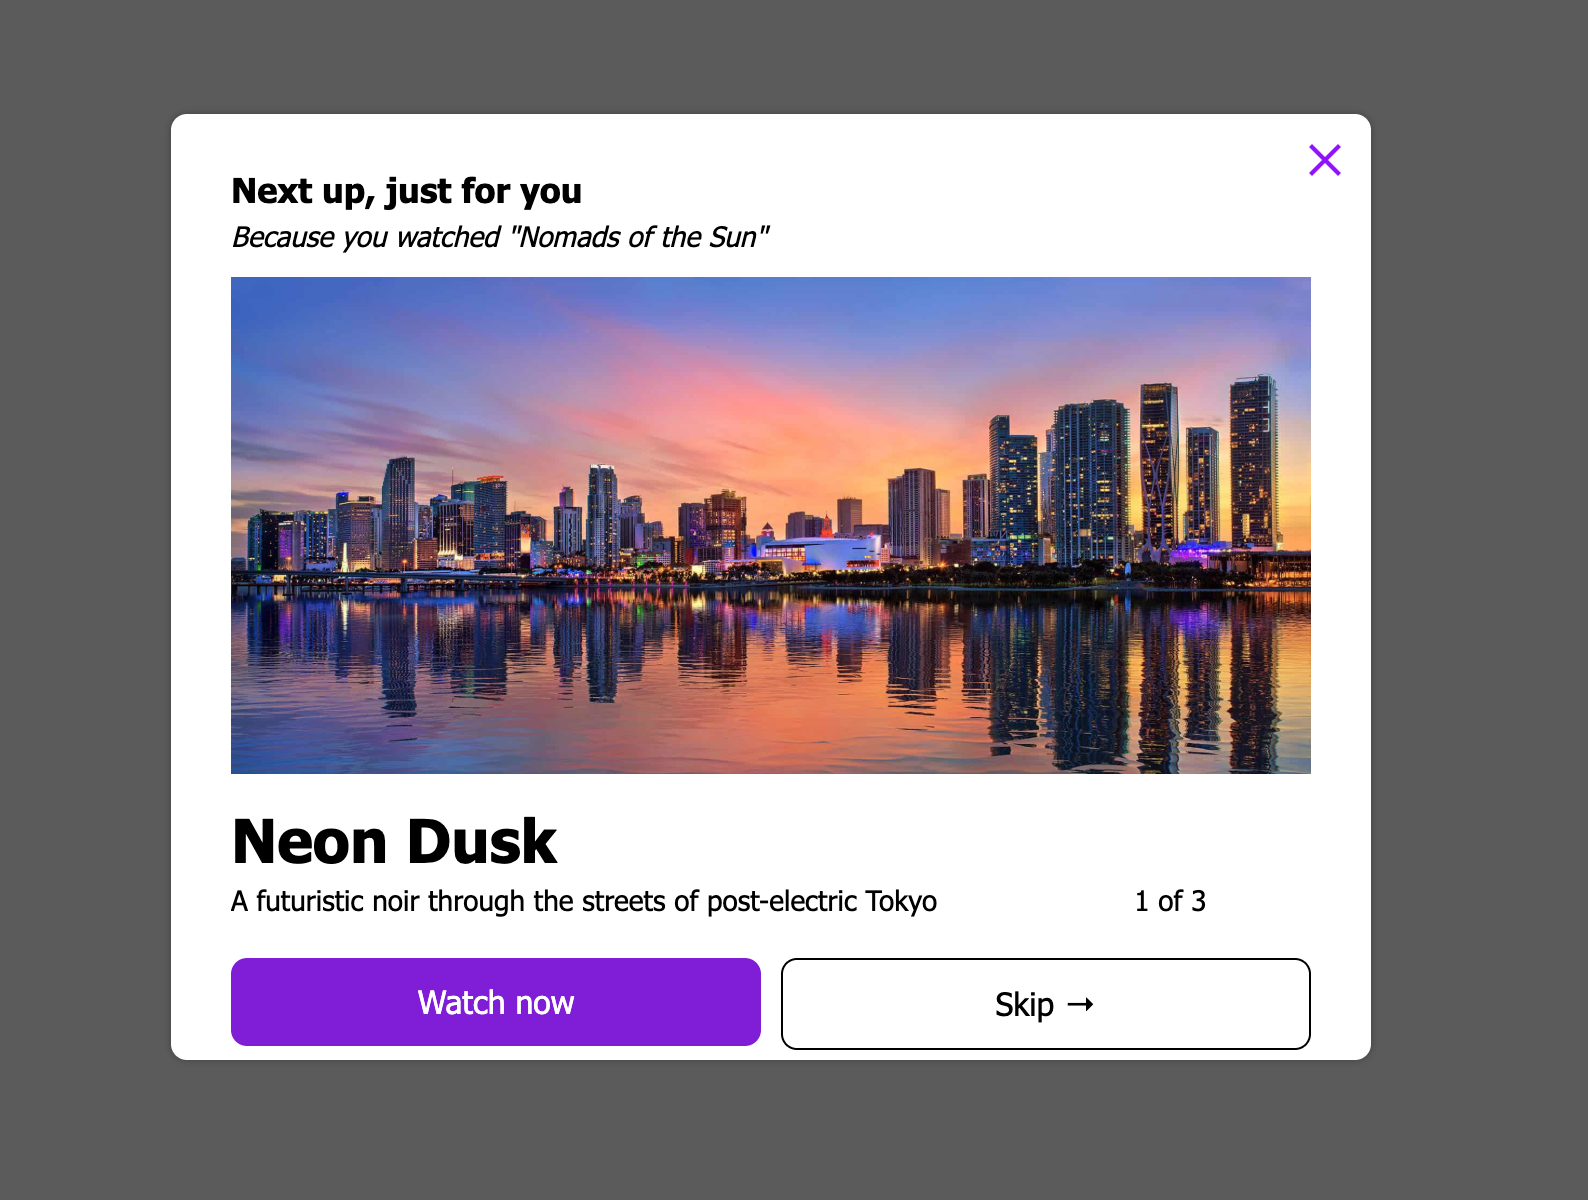 Next up, just for you
Because you watched "Nomads of the Sun"
Neon Dusk
A futuristic noir through the streets of post-electric Tokyo
1 of 3
Watch now
Skip →